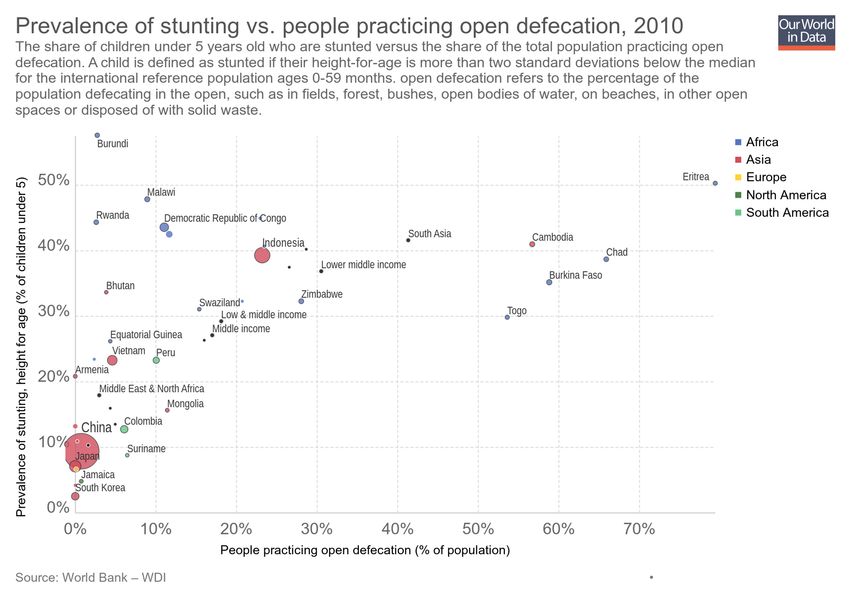 Prevalence of stunting vs. people practicing open defecation, 2010
Our World
in Data
The share of children under 5 years old who are stunted versus the share of the total population practicing open
defecation. A child is defined as stunted if their height-for-age is more than two standard deviations below the median
for the international reference population ages 0-59 months. open defecation refers to the percentage of the
population defecating in the open, such as in fields, forest, bushes, open bodies of water, on beaches, in other open
spaces or disposed of with solid waste.
Africa
Asia
Europe
North America
South America
Prevalence of stunting, height for age (% of children under 5)
50%
40%
30%
20%
10%
0%
Burundi
Eritrea
Malawi
Rwanda
Democratic Republic of Congo
South Asia
Cambodia
Indonesia
Chad
Lower middle income
Burkina Faso
Bhutan
Zimbabwe
Swaziland
Togo
Low & middle income
Middle income
Equatorial Guinea
Vietnam
Peru
Armenia
Middle East & North Africa
Mongolia
China
Colombia
Suriname
Japan
Jamaica
South Korea
0%
10%
20%
30%
40%
50%
60%
70%
People practicing open defecation (% of population)
Source: World Bank – WDI